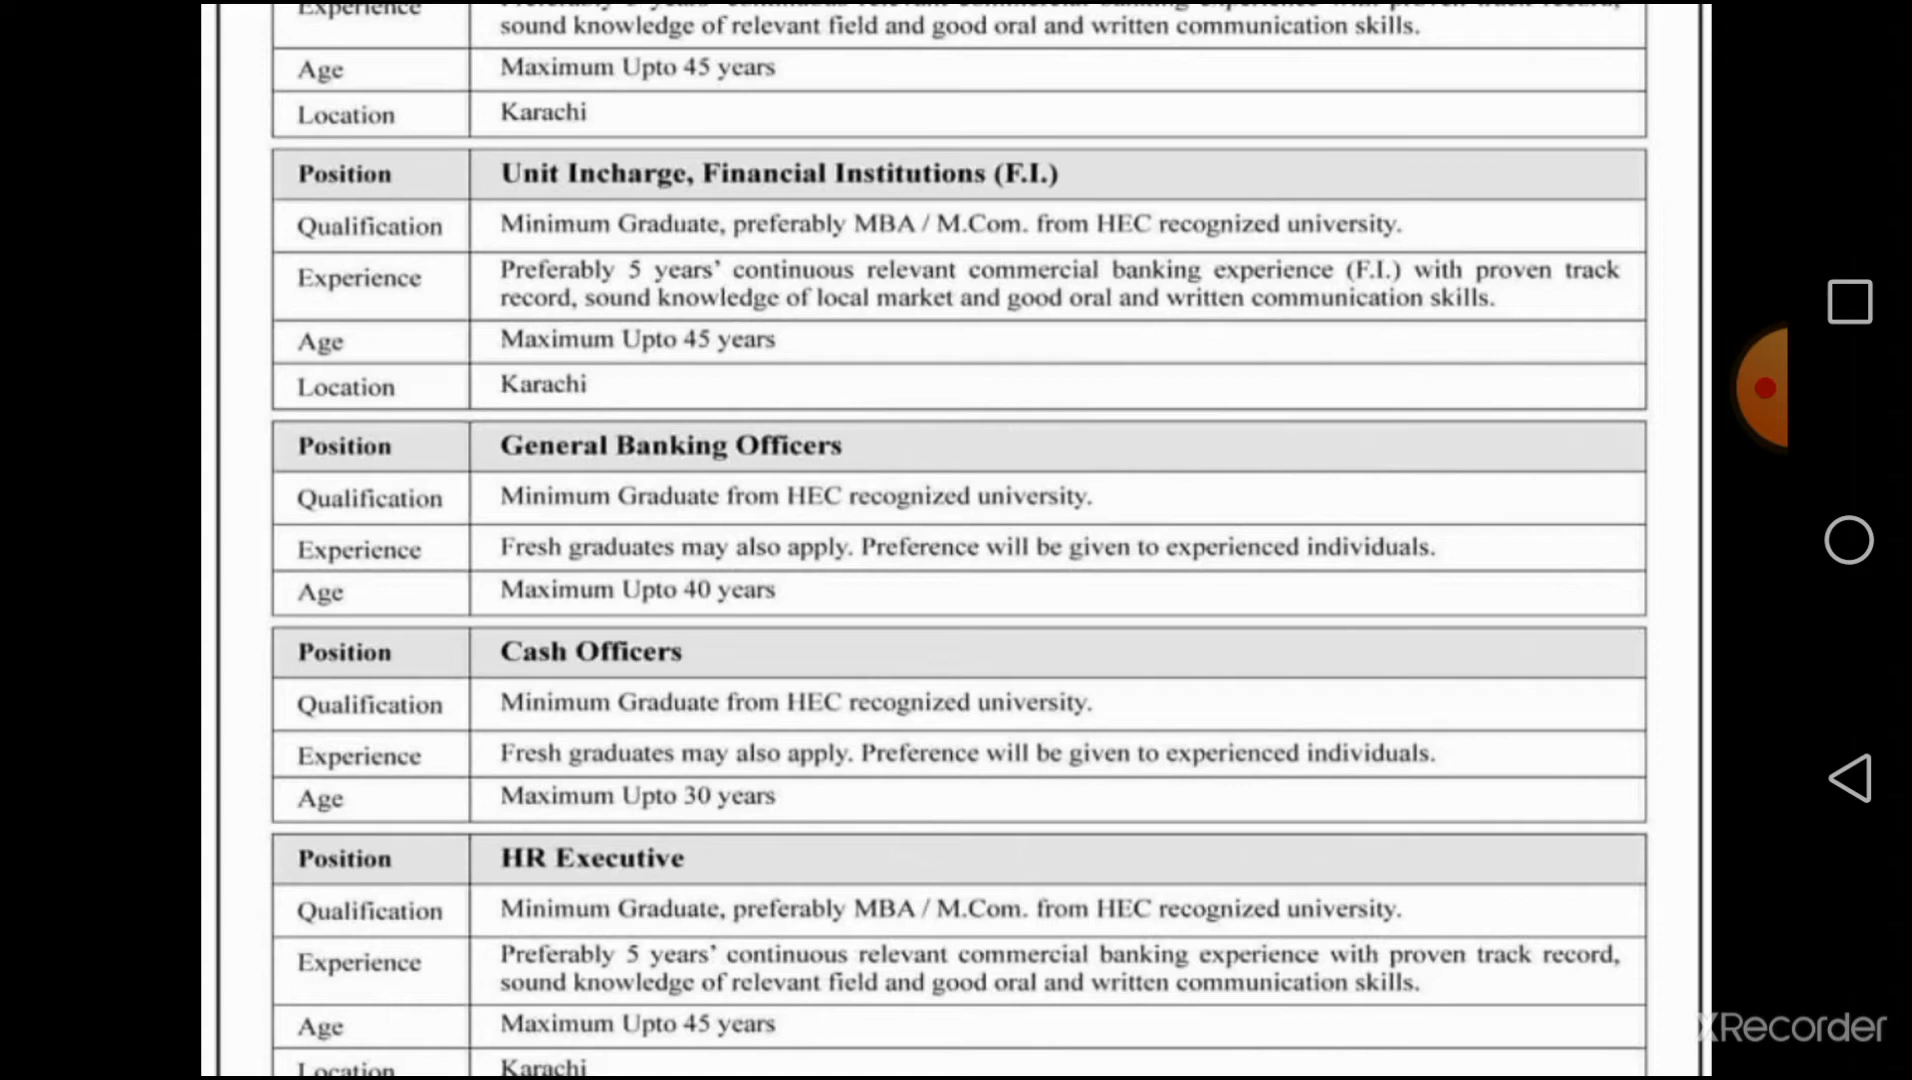 Experience
sound knowledge of relevant field and good oral and written communication skills.
Age Maximum Upto 45 years
Location Karachi
Position Unit Incharge, Financial Institutions (F.I.)
Qualification Minimum Graduate, preferably MBA / M.Com. from HEC recognized university.
Experience Preferably 5 years’ continuous relevant commercial banking experience (F.I.) with proven track
record, sound knowledge of local market and good oral and written communication skills.
Age Maximum Upto 45 years
Location Karachi
Position General Banking Officers
Qualification Minimum Graduate from HEC recognized university.
Experience Fresh graduates may also apply. Preference will be given to experienced individuals.
Age Maximum Upto 40 years
Position Cash Officers
Qualification Minimum Graduate from HEC recognized university.
Experience Fresh graduates may also apply. Preference will be given to experienced individuals.
Age Maximum Upto 30 years
Position HR Executive
Qualification Minimum Graduate, preferably MBA / M.Com. from HEC recognized university.
Experience Preferably 5 years’ continuous relevant commercial banking experience with proven track record,
sound knowledge of relevant field and good oral and written communication skills.
Age Maximum Upto 45 years
Location Karachi
XRecorder